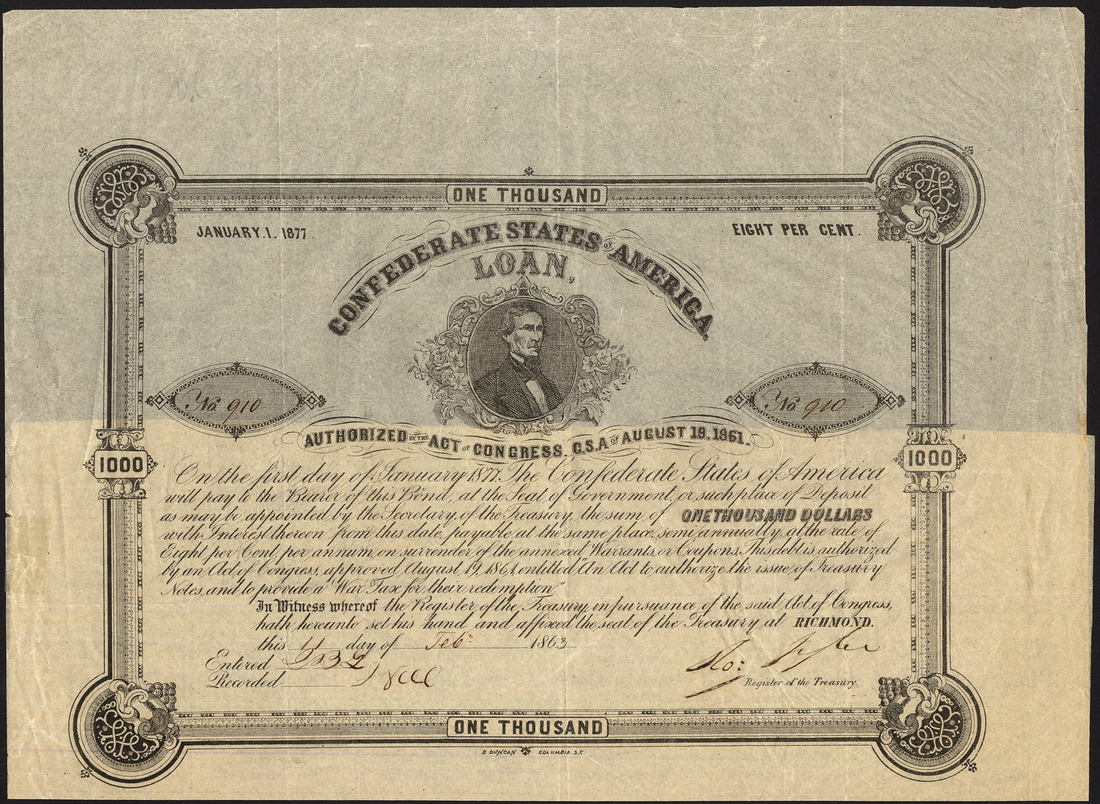 ONE THOUSAND
JANUARY. 1. 1877.
EIGHT PER CENT.
CONFEDERATE STATES OF AMERICA
LOAN,
No 910
No 910
AUTHORIZED BY THE ACT OF CONGRESS, C.S.A OF AUGUST 19. 1861.
1000
1000
On the first day of January 1877. The Confederate States of America
will pay to the Bearer of this Bond, at the Seat of Government, or such place of Deposit
as may be appointed by the Secretary of the Treasury, the sum of ONE THOUSAND DOLLARS
with Interest thereon from this date, payable at the same place, semi annually, at the rate of
Eight per Cent, per annum, on surrender of the annexed Warrants or Coupons. This debt is authorized
by an Act of Congress, approved August 19, 1861, entitled "An Act to authorize the issue of Treasury
Notes, and to provide a War Tax for their redemption"
In Witness whereof the Register of the Treasury, in pursuance of the said Act of Congress,
hath hereunto set his hand and affixed the seal of the Treasury at RICHMOND.
this 4 day of Feby 1863
Entered
Recorded
Register of the Treasury.
ONE THOUSAND
B DUNCAN COLUMBIA. S.C.